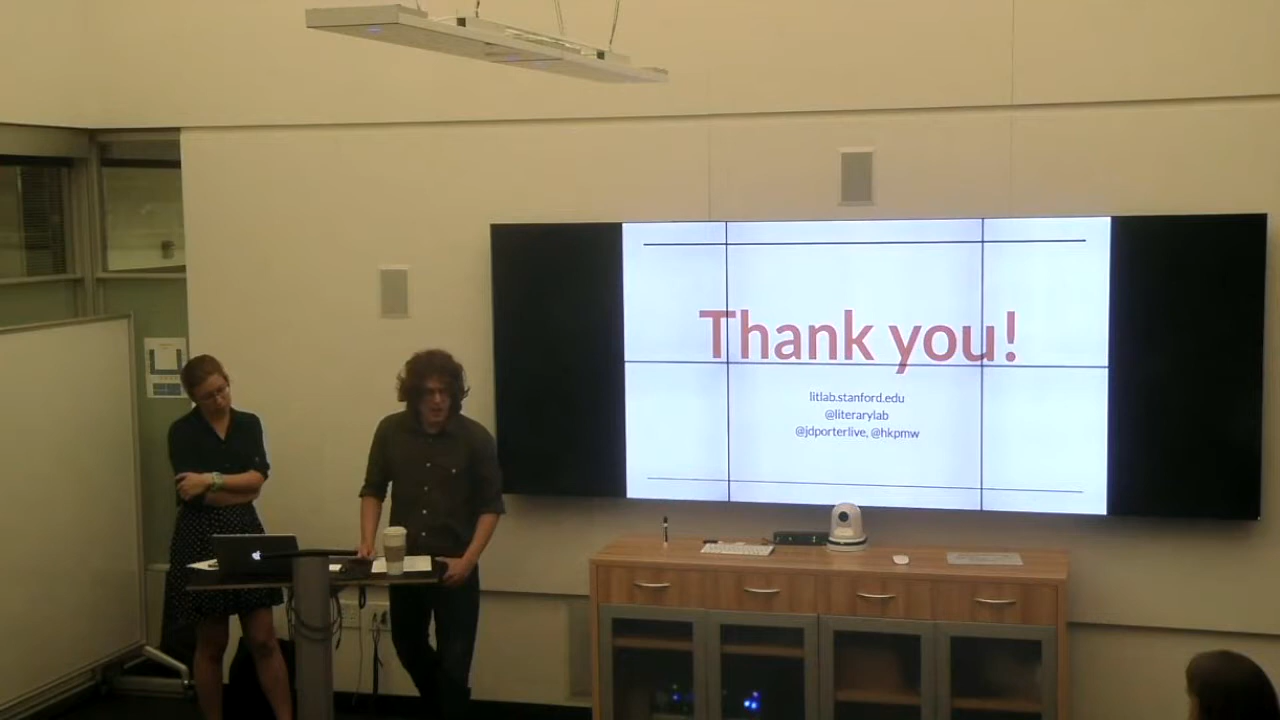 Thank you!
litlab.stanford.edu
@literarylab
@jdporterlive, @hkpmw